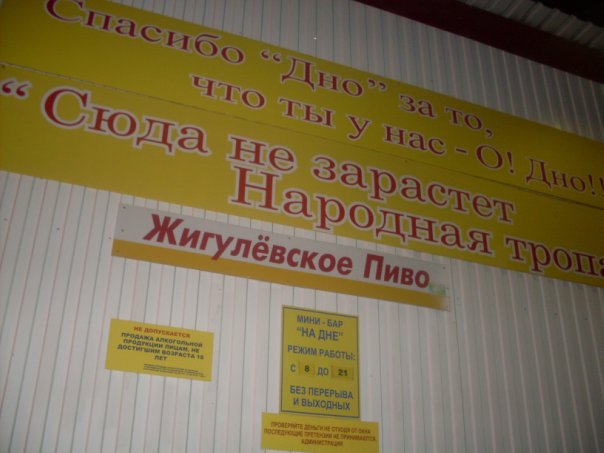 Спасибо "Дно" за то,
что ты у нас - О! Дно!!
"Сюда не зарастет
Народная тропа
Жигулёвское Пиво
НЕ ДОПУСКАЕТСЯ
ПРОДАЖА АЛКОГОЛЬНОЙ
ПРОДУКЦИИ ЛИЦАМ, НЕ
ДОСТИГШИМ ВОЗРАСТА 18
ЛЕТ
МИНИ - БАР
"НА ДНЕ"
РЕЖИМ РАБОТЫ:
С 8 ДО 21
БЕЗ ПЕРЕРЫВА
И ВЫХОДНЫХ
ПРОВЕРЯЙТЕ ДЕНЬГИ НЕ ОТХОДЯ ОТ ОКНА
ПОСЛЕДУЮЩИЕ ПРЕТЕНЗИИ НЕ ПРИНИМАЮТСЯ.
АДМИНИСТРАЦИЯ